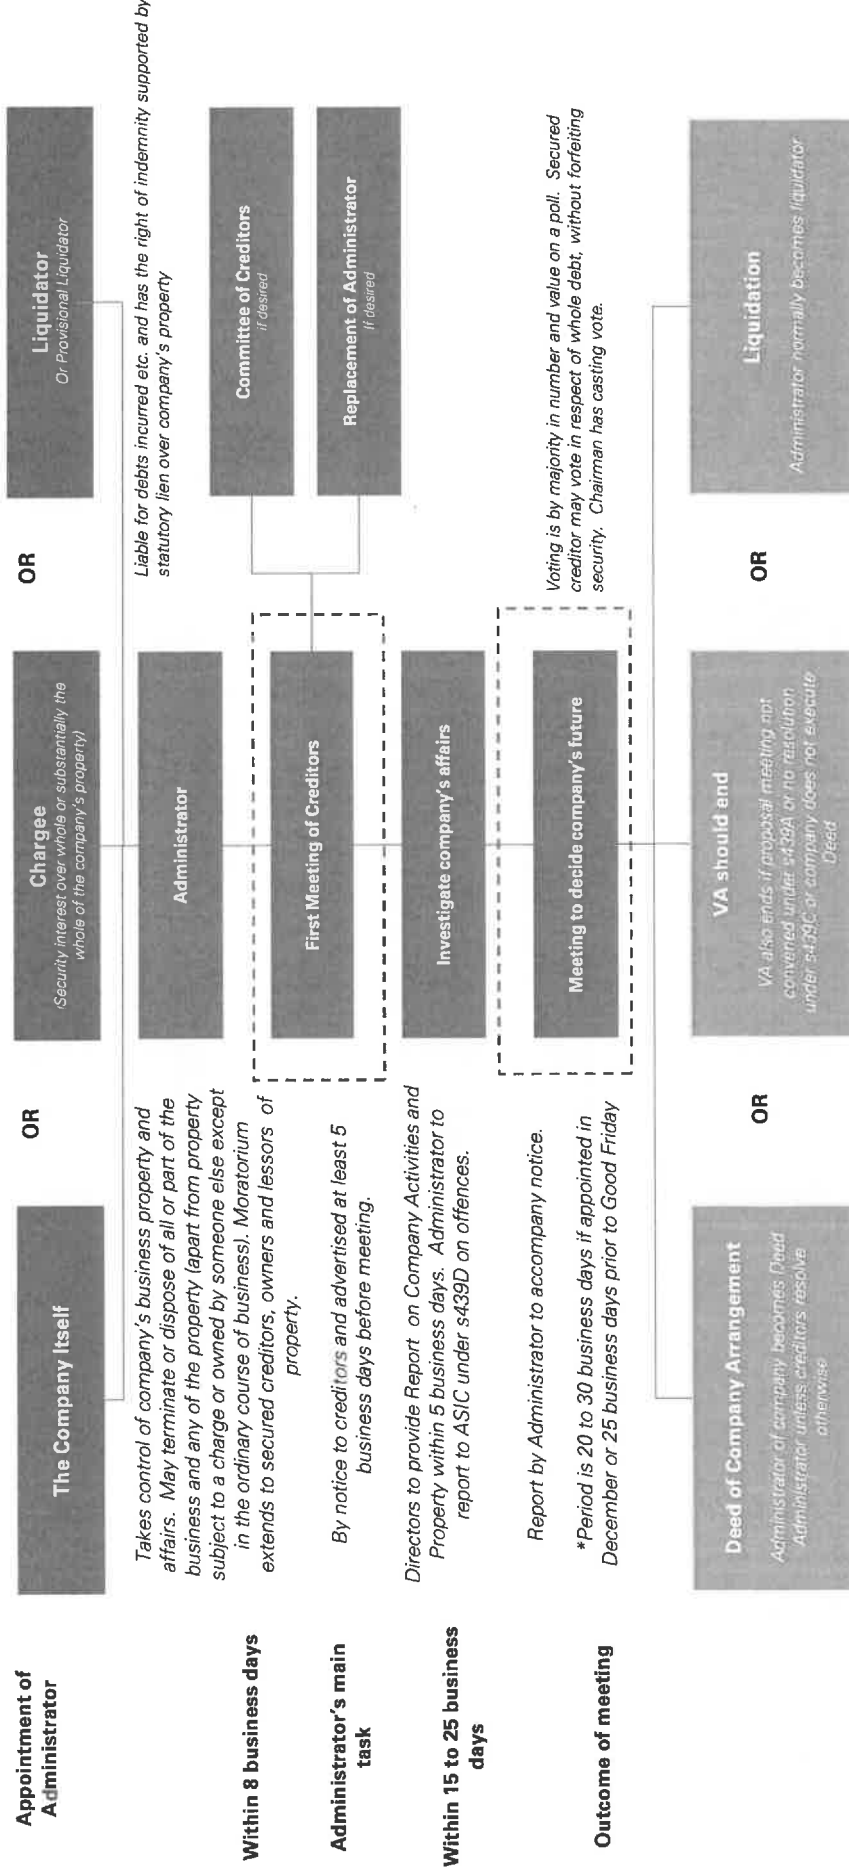 Appointment of
Administrator
The Company Itself
OR
Chargee
(Security interest over whole or substantially the
whole of the company's property)
OR
Liquidator
Or Provisional Liquidator
Takes control of company's business property and
affairs. May terminate or dispose of all or part of the
business and any of the property (apart from property
subject to a charge or owned by someone else except
in the ordinary course of business). Moratorium
extends to secured creditors, owners and lessors of
property.
Administrator
Liable for debts incurred etc. and has the right of indemnity supported by
statutory lien over company's property
Within 8 business days
By notice to creditors and advertised at least 5
business days before meeting.
First Meeting of Creditors
Committee of Creditors
if desired
Replacement of Administrator
If desired
Administrator's main
task
Directors to provide Report on Company Activities and
Property within 5 business days. Administrator to
report to ASIC under s439D on offences.
Investigate company's affairs
Within 15 to 25 business
days
Report by Administrator to accompany notice.
*Period is 20 to 30 business days if appointed in
December or 25 business days prior to Good Friday
Meeting to decide company's future
Voting is by majority in number and value on a poll. Secured
creditor may vote in respect of whole debt, without forfeiting
security. Chairman has casting vote.
Outcome of meeting
Deed of Company Arrangement
Administrator of company becomes Deed
Administrator unless creditors resolve
otherwise
OR
VA should end
VA also ends if proposal meeting not
convened under s439A or no resolution
under s439C or company does not execute
Deed
OR
Liquidation
Administrator normally becomes liquidator